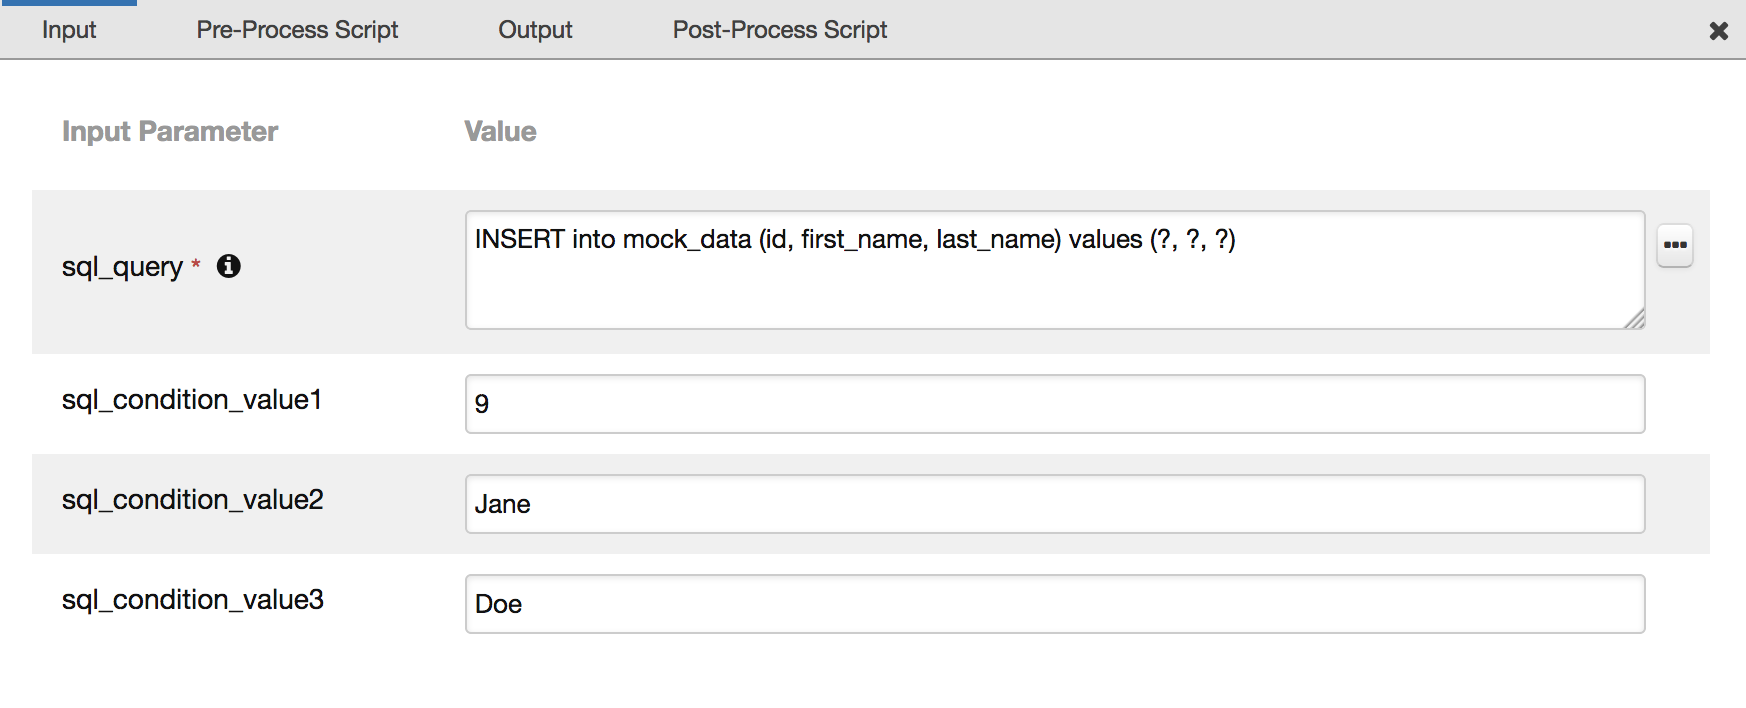 Input Pre-Process Script Output Post-Process Script
Input Parameter Value
sql_query * INSERT into mock_data (id, first_name, last_name) values (?, ?, ?)
sql_condition_value1 9
sql_condition_value2 Jane
sql_condition_value3 Doe